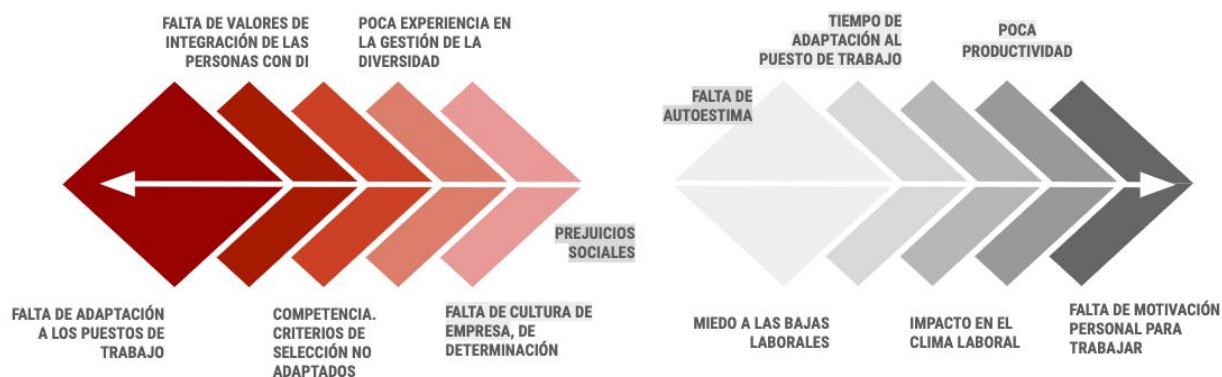 FALTA DE VALORES DE
INTEGRACIÓN DE LAS
PERSONAS CON DI
POCA EXPERIENCIA EN
LA GESTIÓN DE LA
DIVERSIDAD
PREJUICIOS
SOCIALES
FALTA DE ADAPTACIÓN
A LOS PUESTOS DE
TRABAJO
COMPETENCIA.
CRITERIOS DE
SELECCIÓN NO
ADAPTADOS
FALTA DE CULTURA DE
EMPRESA, DE
DETERMINACIÓN
FALTA DE
AUTOESTIMA
TIEMPO DE
ADAPTACIÓN AL
PUESTO DE TRABAJO
POCA
PRODUCTIVIDAD
MIEDO A LAS BAJAS
LABORALES
IMPACTO EN EL
CLIMA LABORAL
FALTA DE MOTIVACIÓN
PERSONAL PARA
TRABAJAR